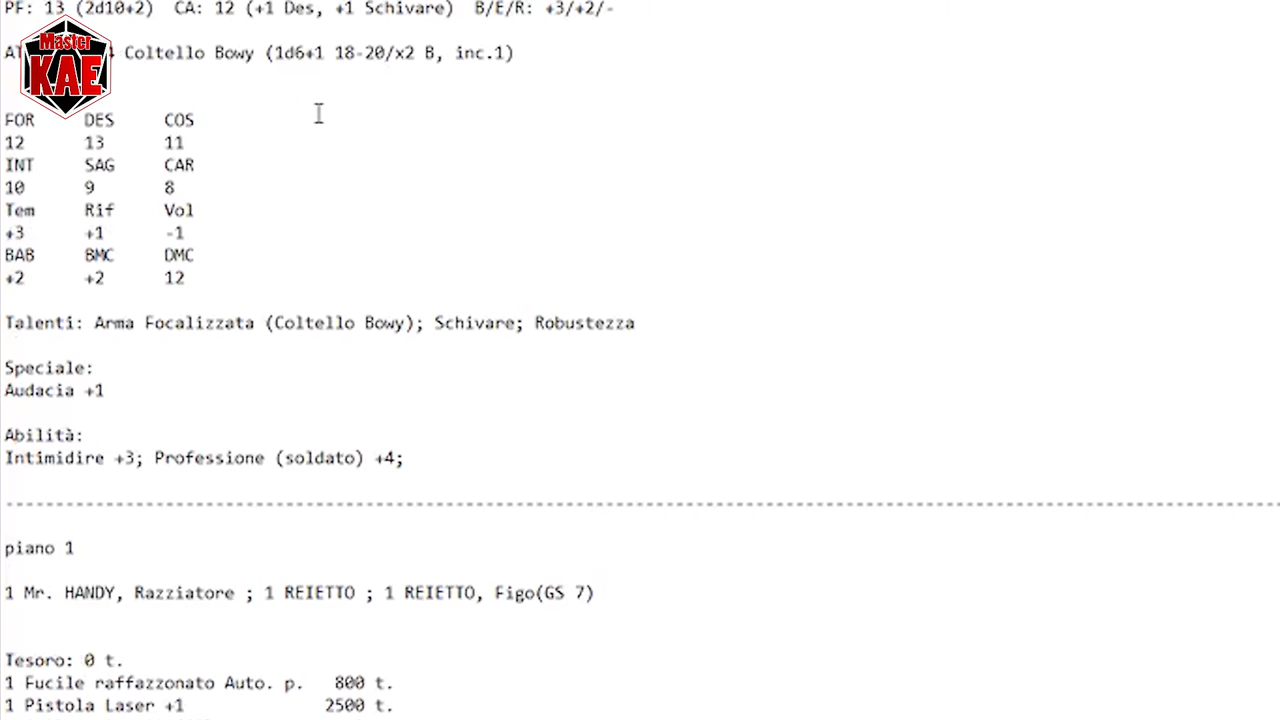 PF: 13 (2d10+2)  CA: 12 (+1 Des, +1 Schivare)  B/E/R: +3/+2/-
Master
KAE
Coltello Bowy (1d6+1 18-20/x2 B, inc.1)
FOR DES COS
12 13 11
INT SAG CAR
10 9 8
Tem Rif Vol
+3 +1 -1
BAB BMC DMC
+2 +2 12
Talenti: Arma Focalizzata (Coltello Bowy); Schivare; Robustezza
Speciale:
Audacia +1
Abilità:
Intimidire +3; Professione (soldato) +4;
piano 1
1 Mr. HANDY, Razziatore ; 1 REIETTO ; 1 REIETTO, Figo(GS 7)
Tesoro: 0 t.
1 Fucile raffazzonato Auto. p. 800 t.
1 Pistola Laser +1 2500 t.